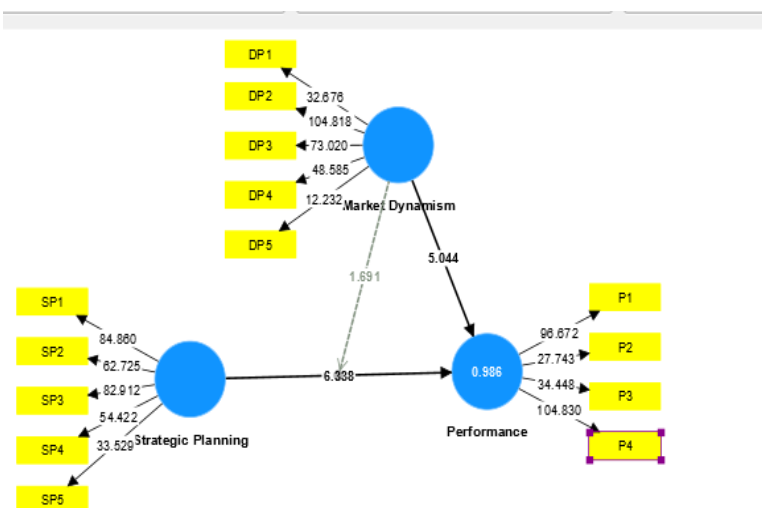 DP1
DP2
DP3
DP4
DP5
32.676
104.818
73.020
48.585
12.232
Market Dynamism
1.691
5.044
SP1
SP2
SP3
SP4
SP5
84.860
62.725
82.912
54.422
33.529
Strategic Planning
6.338
0.986
Performance
96.672
27.743
34.448
104.830
P1
P2
P3
P4